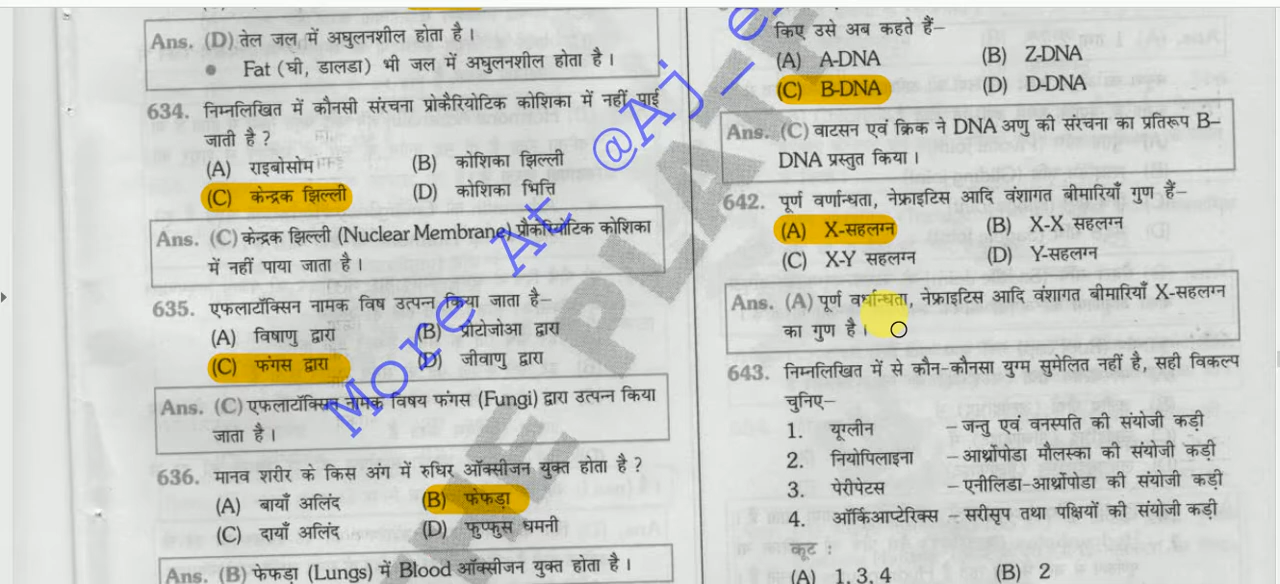 Ans. (D) तेल जल में अघुलनशील होता है।
● Fat (घी, डालडा) भी जल में अघुलनशील होता है।
634. निम्नलिखित में कौनसी संरचना प्रोकैरियोटिक कोशिका में नहीं पाई
जाती है ?
(A) राइबोसोम (B) कोशिका झिल्ली
(C) केन्द्रक झिल्ली (D) कोशिका भित्ति
Ans. (C) केन्द्रक झिल्ली (Nuclear Membrane) प्रौकैरियोटिक कोशिका
में नहीं पाया जाता है।
635. एफलाटॉक्सिन नामक विष उत्पन्न किया जाता है–
(A) विषाणु द्वारा (B) प्रोटोजोआ द्वारा
(C) फंगस द्वारा (D) जीवाणु द्वारा
Ans. (C) एफलाटॉक्सिन नामक विषय फंगस (Fungi) द्वारा उत्पन्न किया
जाता है।
636. मानव शरीर के किस अंग में रुधिर ऑक्सीजन युक्त होता है ?
(A) बायाँ अलिंद (B) फेफड़ा
(C) दायाँ अलिंद (D) फुप्फुस धमनी
Ans. (B) फेफड़ा (Lungs) में Blood ऑक्सीजन युक्त होता है।
किए उसे अब कहते हैं–
(A) A-DNA (B) Z-DNA
(C) B-DNA (D) D-DNA
Ans. (C) वाटसन एवं क्रिक ने DNA अणु की संरचना का प्रतिरूप B–
DNA प्रस्तुत किया।
642. पूर्ण वर्णान्धता, नेफ्राइटिस आदि वंशागत बीमारियाँ गुण हैं–
(A) X-सहलग्न (B) X-X सहलग्न
(C) X-Y सहलग्न (D) Y-सहलग्न
Ans. (A) पूर्ण वर्णान्धता, नेफ्राइटिस आदि वंशागत बीमारियाँ X-सहलग्न
का गुण है।
643. निम्नलिखित में से कौन-कौनसा युग्म सुमेलित नहीं है, सही विकल्प
चुनिए–
1. यूग्लीन – जन्तु एवं वनस्पति की संयोजी कड़ी
2. नियोपिलाइना – आर्थ्रोपोडा मौलस्का की संयोजी कड़ी
3. पेरीपेटस – एनीलिडा-आर्थ्रोपोडा की संयोजी कड़ी
4. ऑर्किआप्टेरिक्स – सरीसृप तथा पक्षियों की संयोजी कड़ी
कूट :
(A) 1, 3, 4 (B) 2
More At @Aj_e